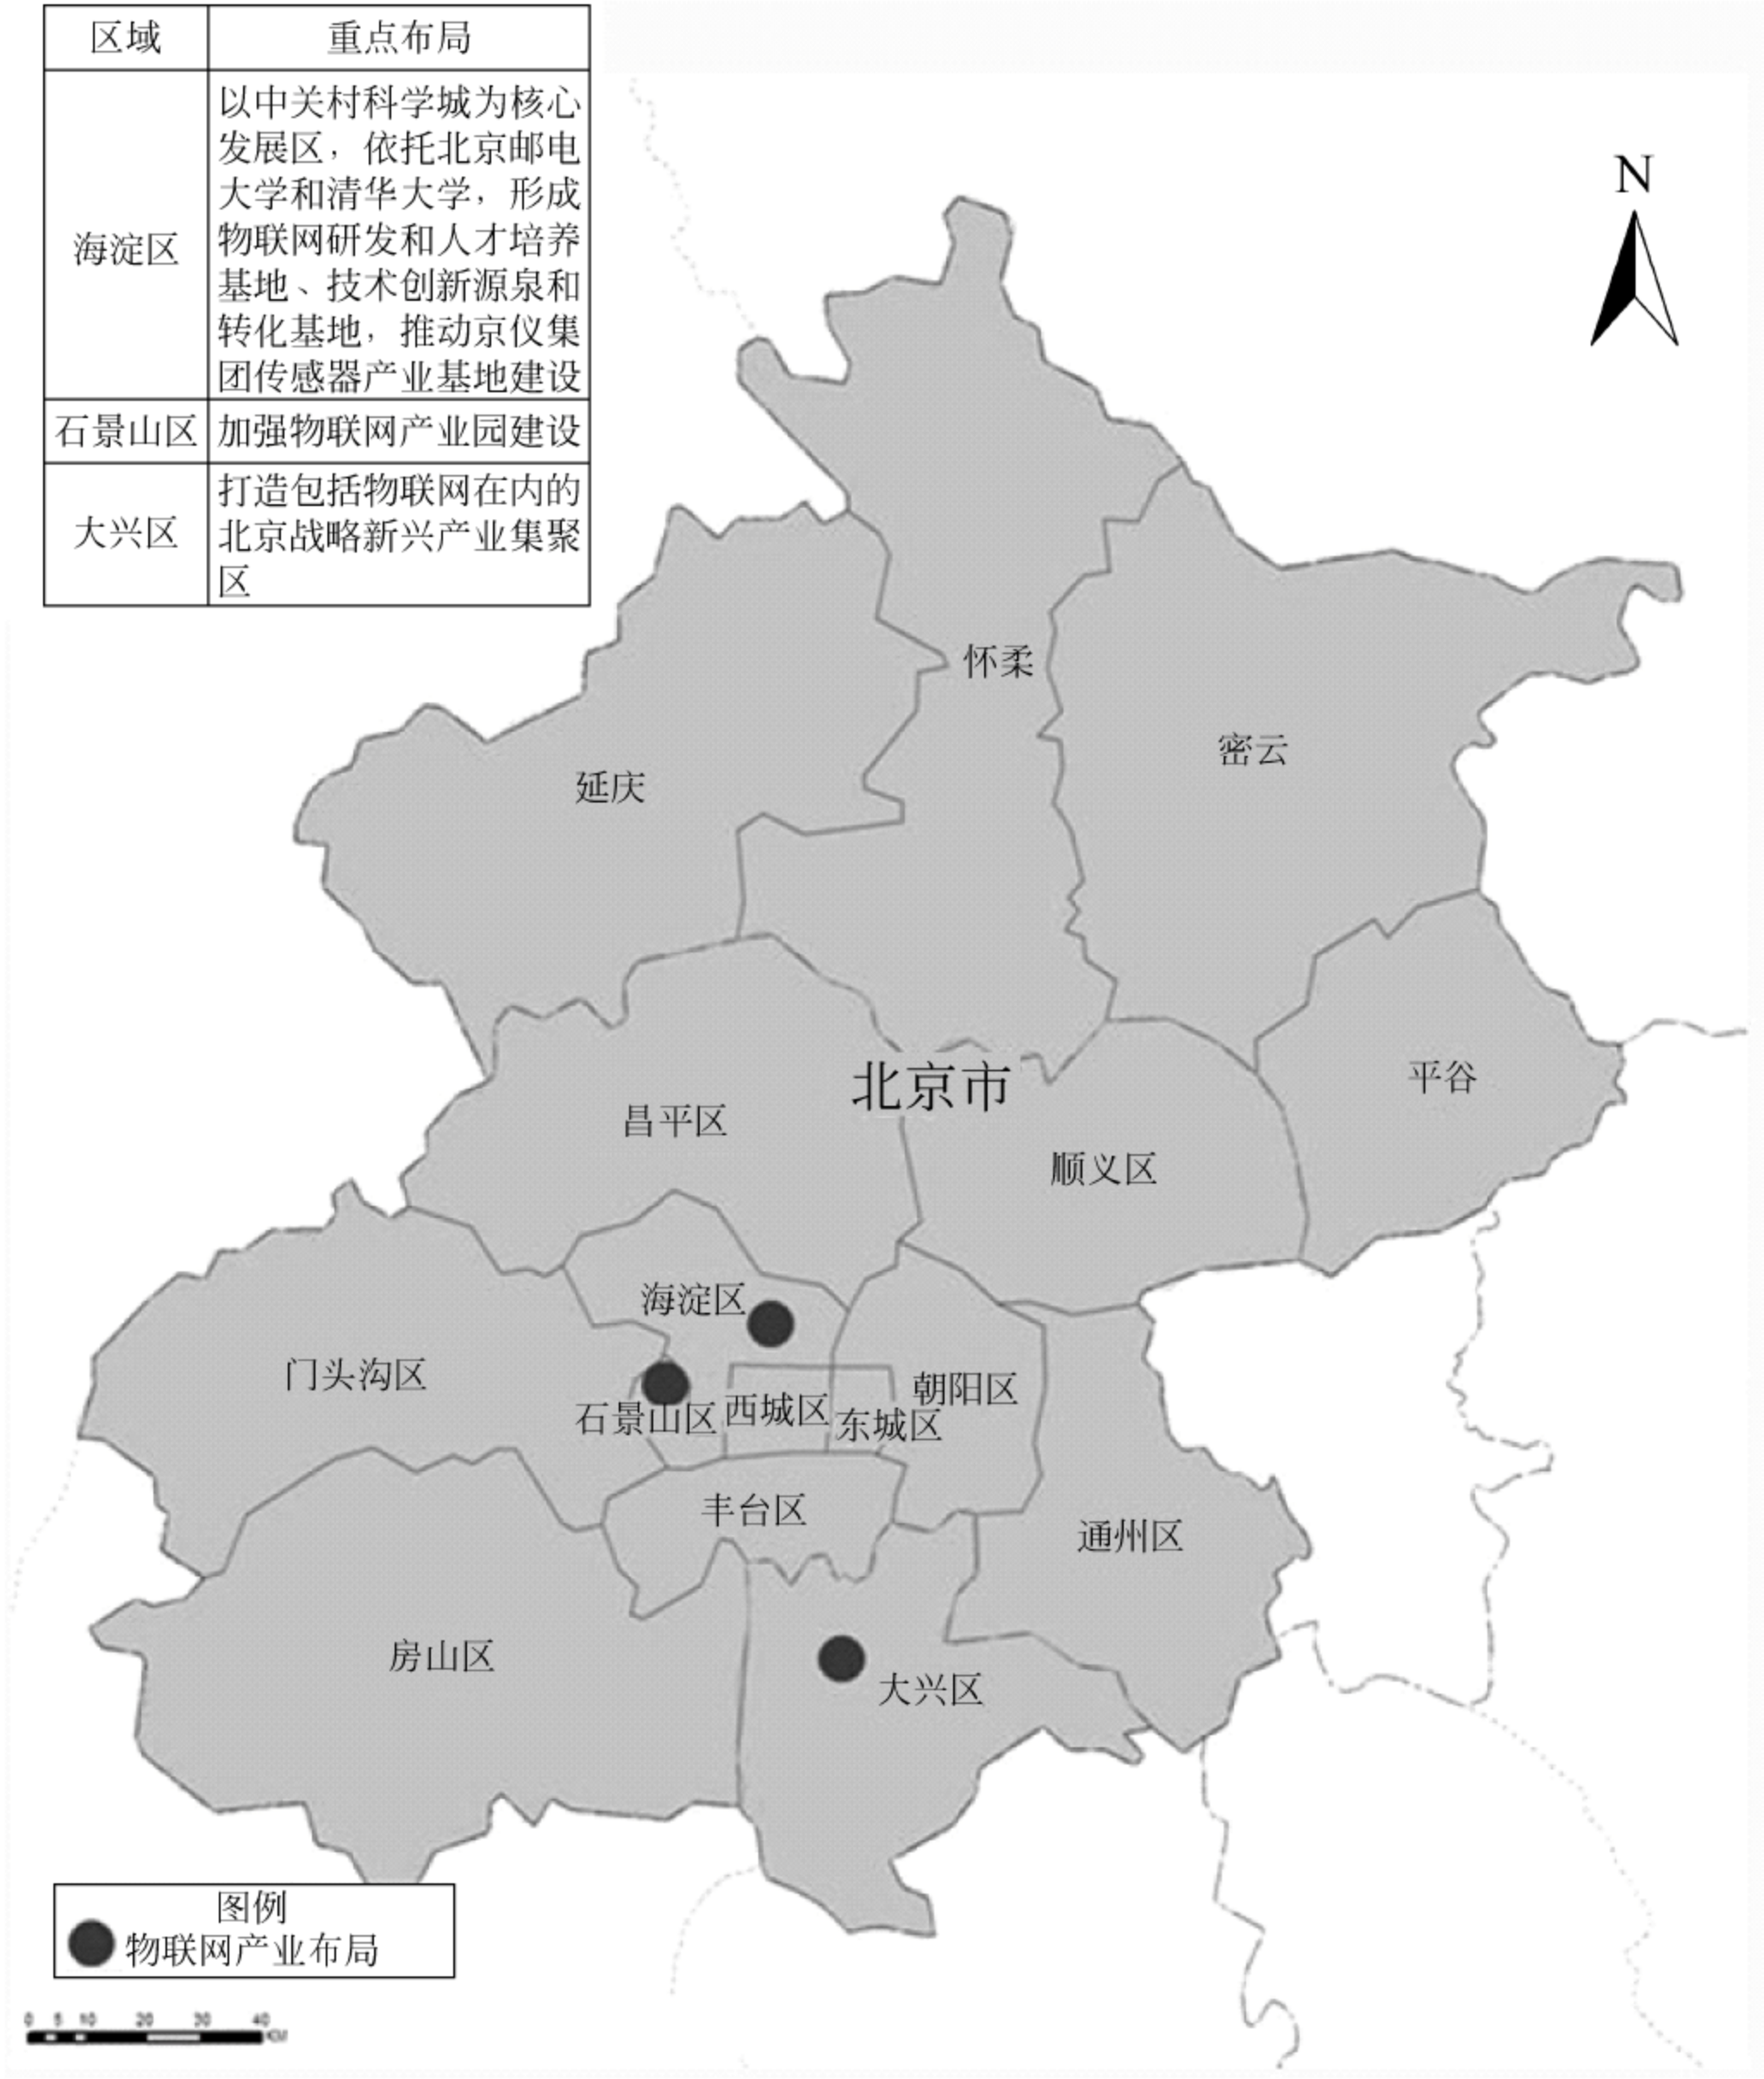 区域 重点布局
海淀区
以中关村科学城为核心
发展区，依托北京邮电
大学和清华大学，形成
物联网研发和人才培养
基地、技术创新源泉和
转化基地，推动京仪集
团传感器产业基地建设
石景山区 加强物联网产业园建设
大兴区
打造包括物联网在内的
北京战略新兴产业集聚
区
N
怀柔
密云
延庆
北京市
平谷
昌平区
顺义区
海淀区
门头沟区
朝阳区
石景山区
西城区
东城区
丰台区
通州区
房山区
大兴区
图例
物联网产业布局
0 5 10 20 30 40